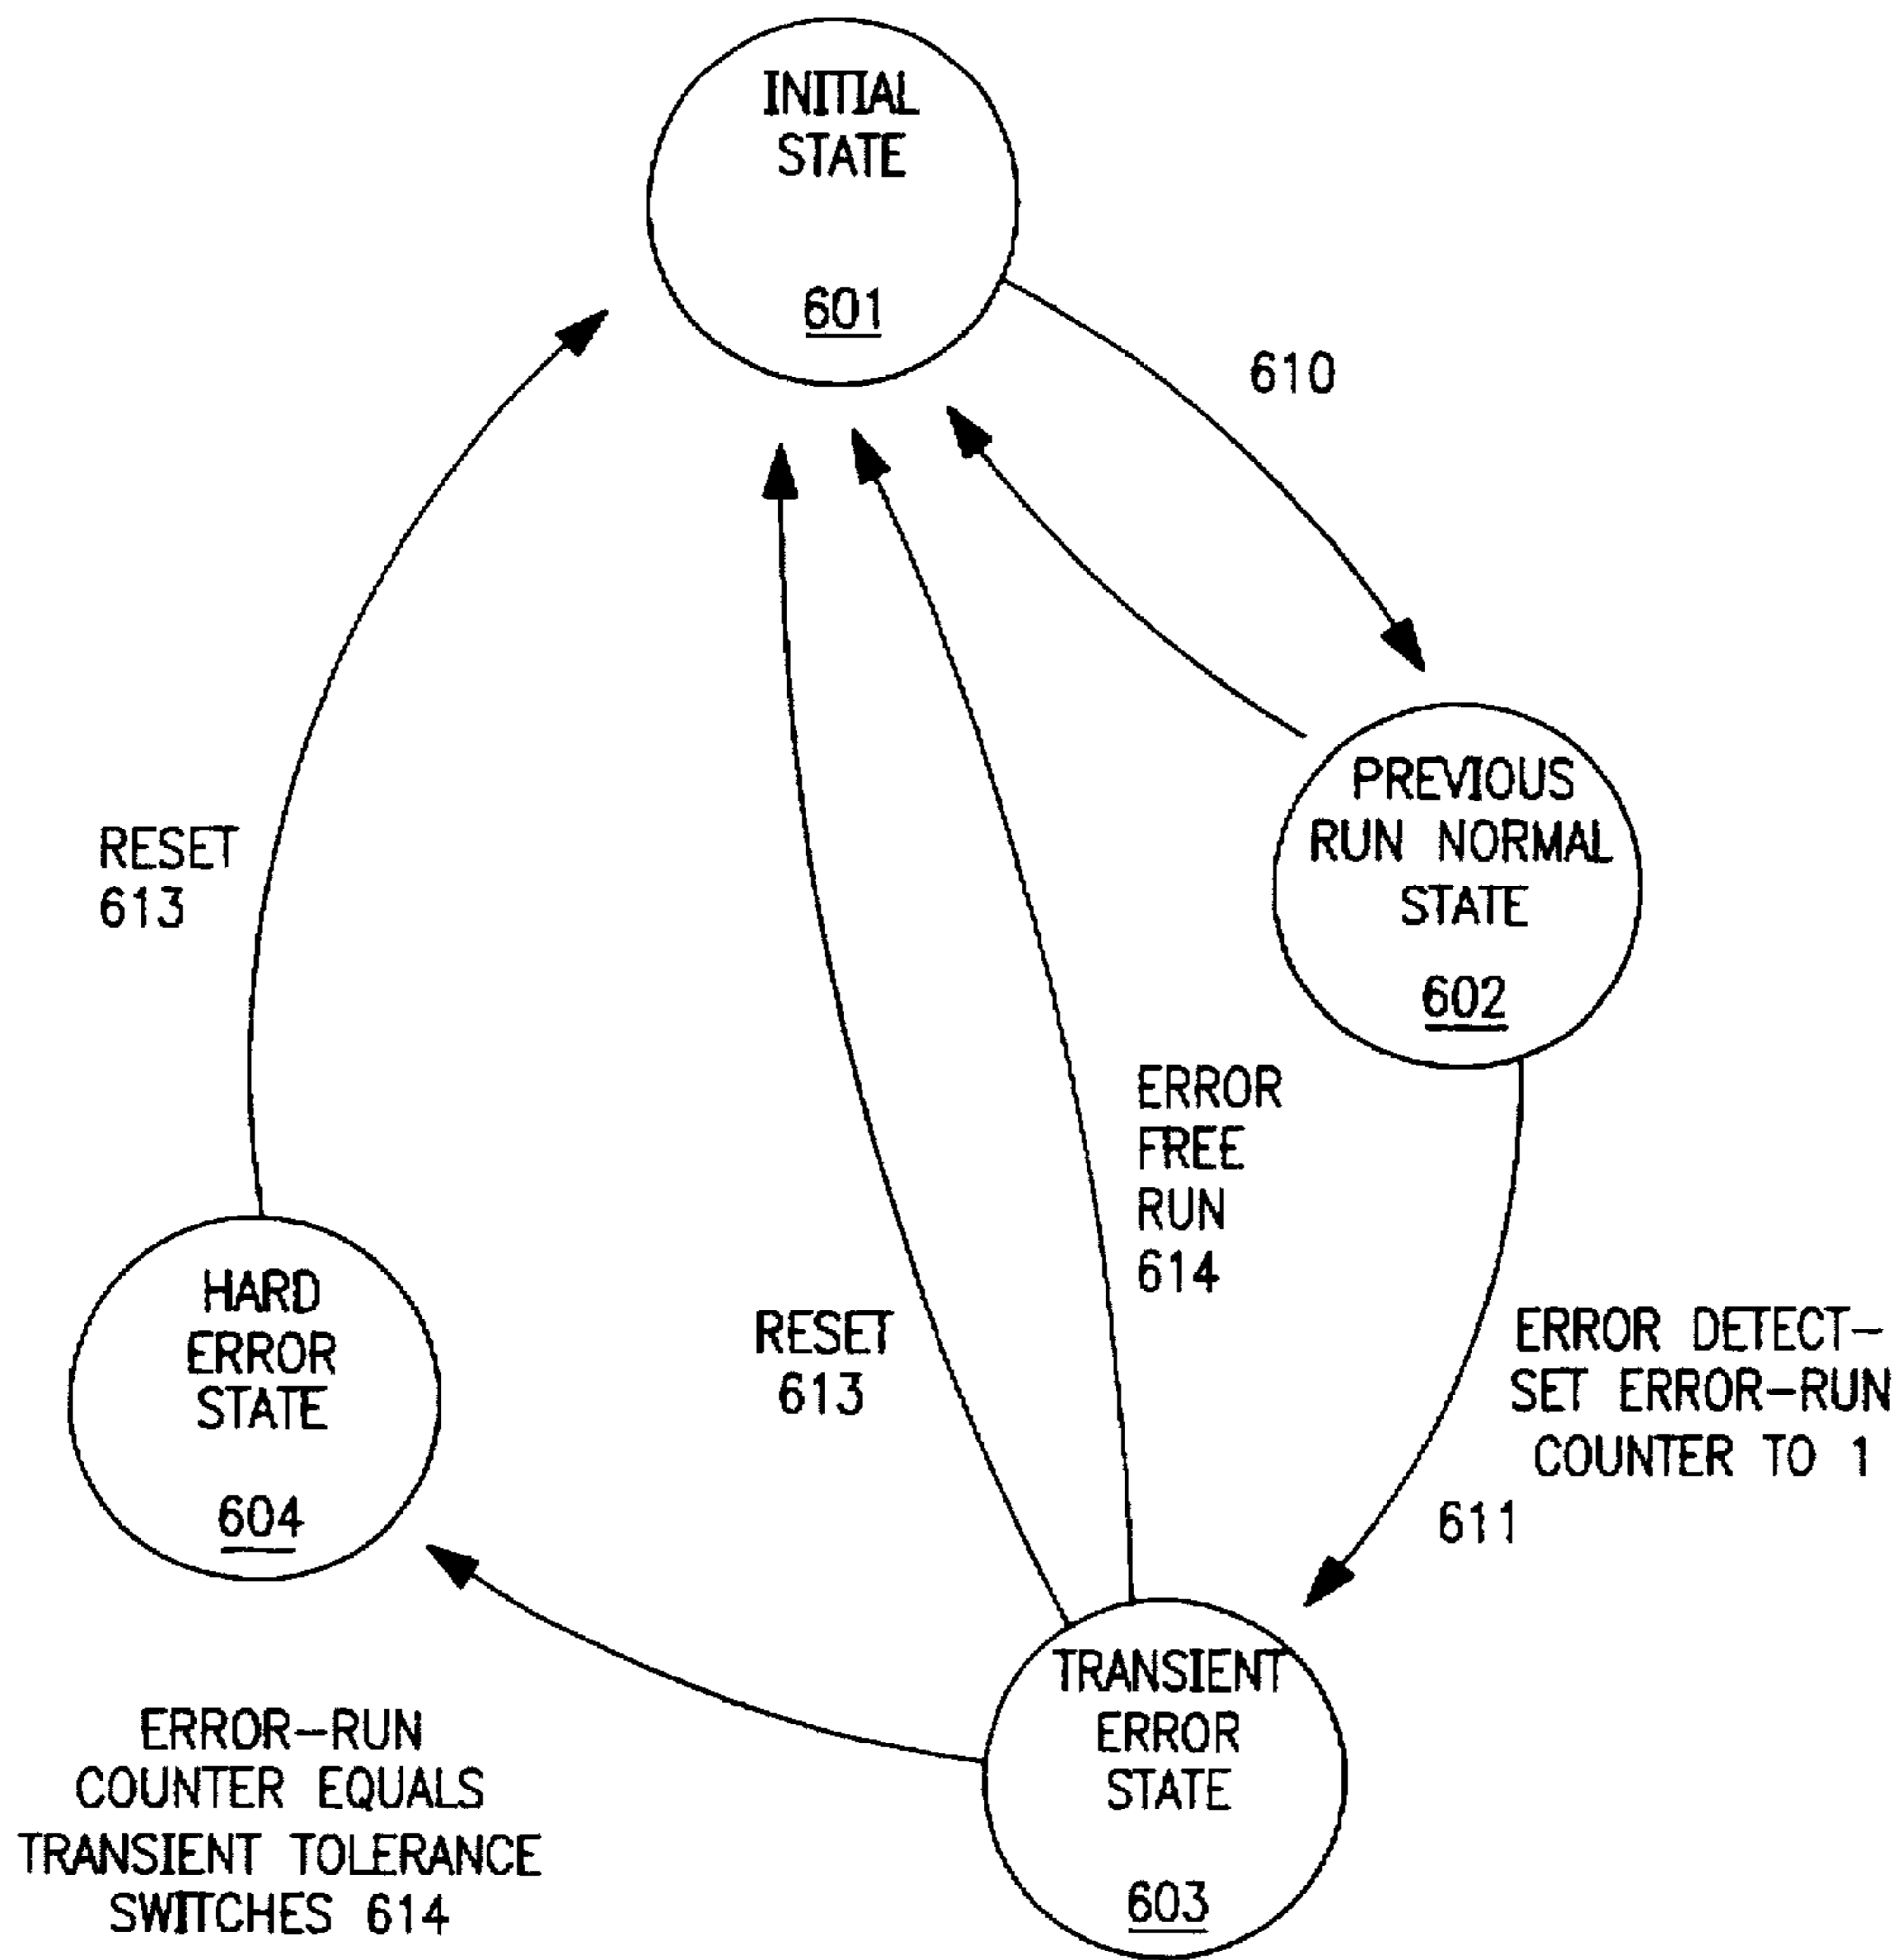 INITIAL
STATE
601
610
PREVIOUS
RUN NORMAL
STATE
602
RESET
613
ERROR
FREE
RUN
614
HARD
ERROR
STATE
604
RESET
613
ERROR DETECT-
SET ERROR-RUN
COUNTER TO 1
611
TRANSIENT
ERROR
STATE
603
ERROR-RUN
COUNTER EQUALS
TRANSIENT TOLERANCE
SWITCHES 614